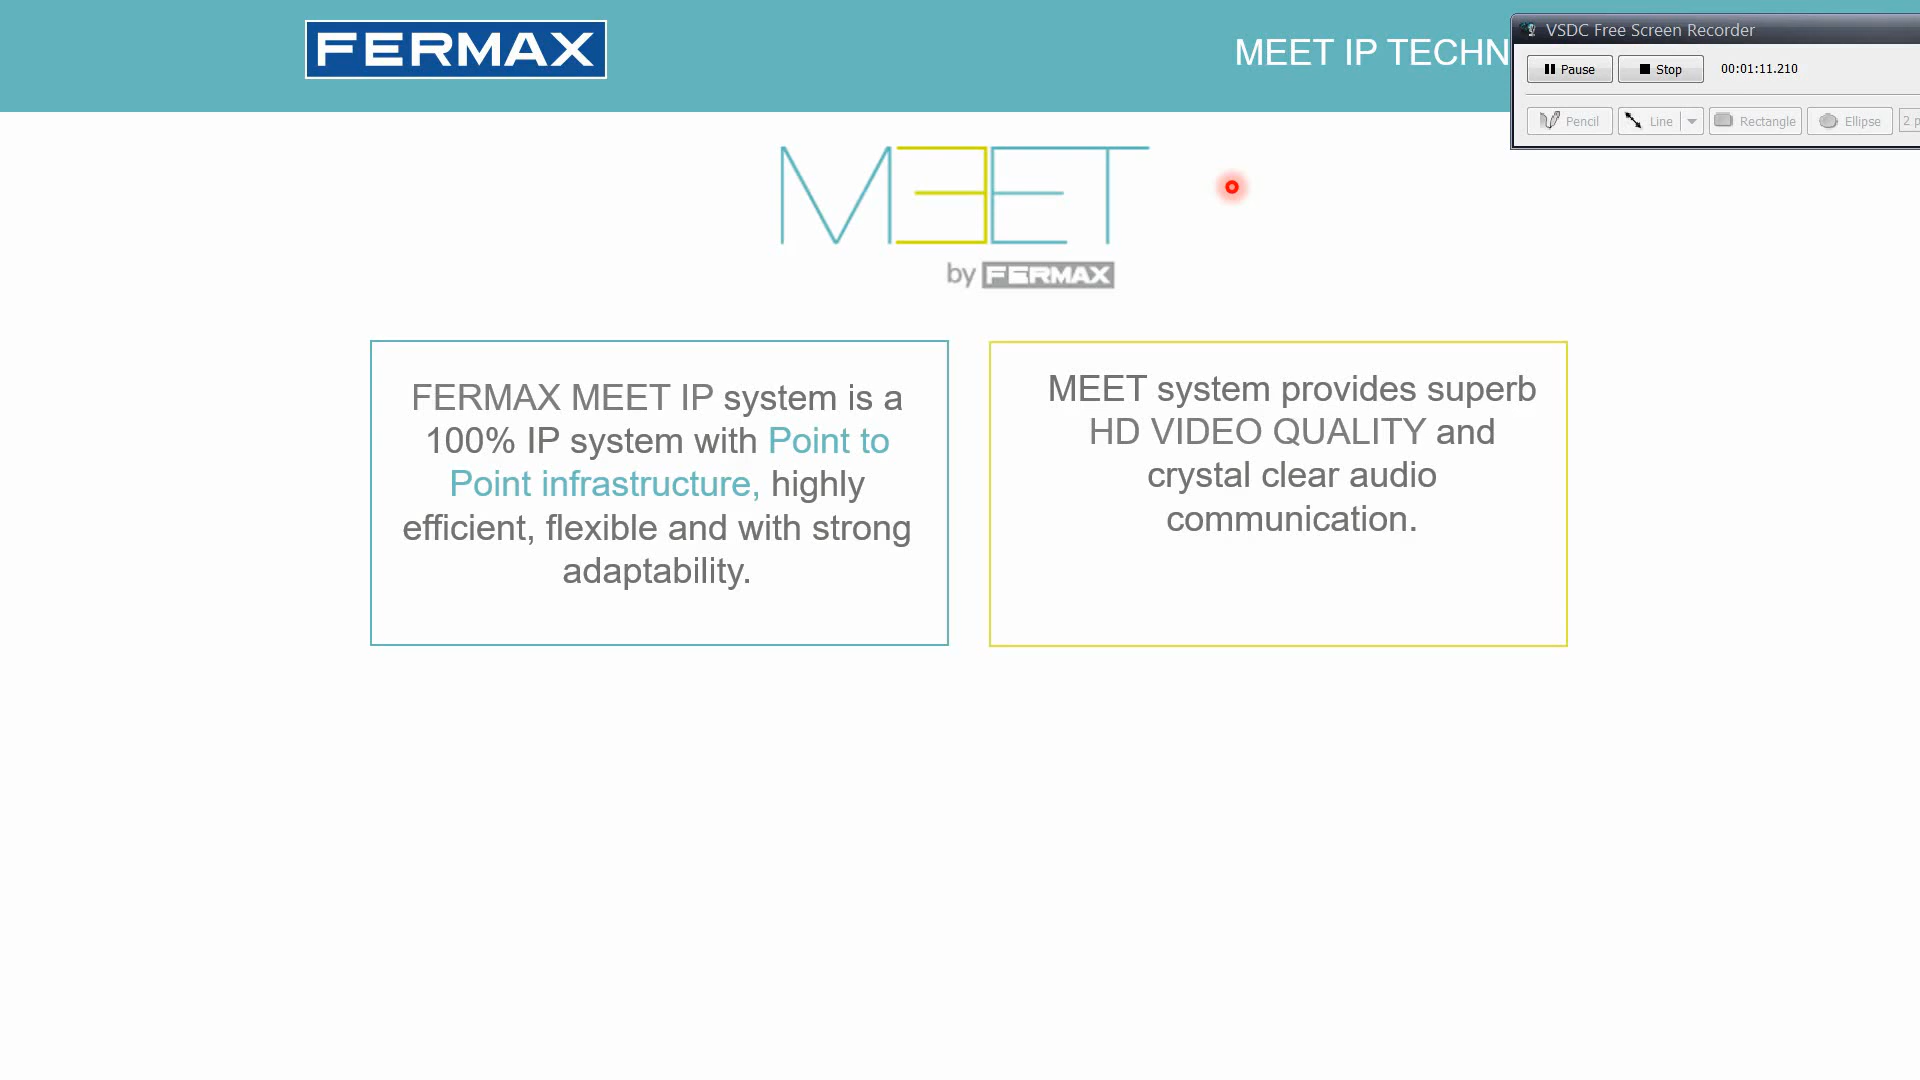 FERMAX
MEET IP TECHN
VSDC Free Screen Recorder
Pause
Stop
00:01:11.210
Pencil
Line
Rectangle
Ellipse
2 p
MEET
by FERMAX
FERMAX MEET IP system is a
100% IP system with Point to
Point infrastructure, highly
efficient, flexible and with strong
adaptability.
MEET system provides superb
HD VIDEO QUALITY and
crystal clear audio
communication.